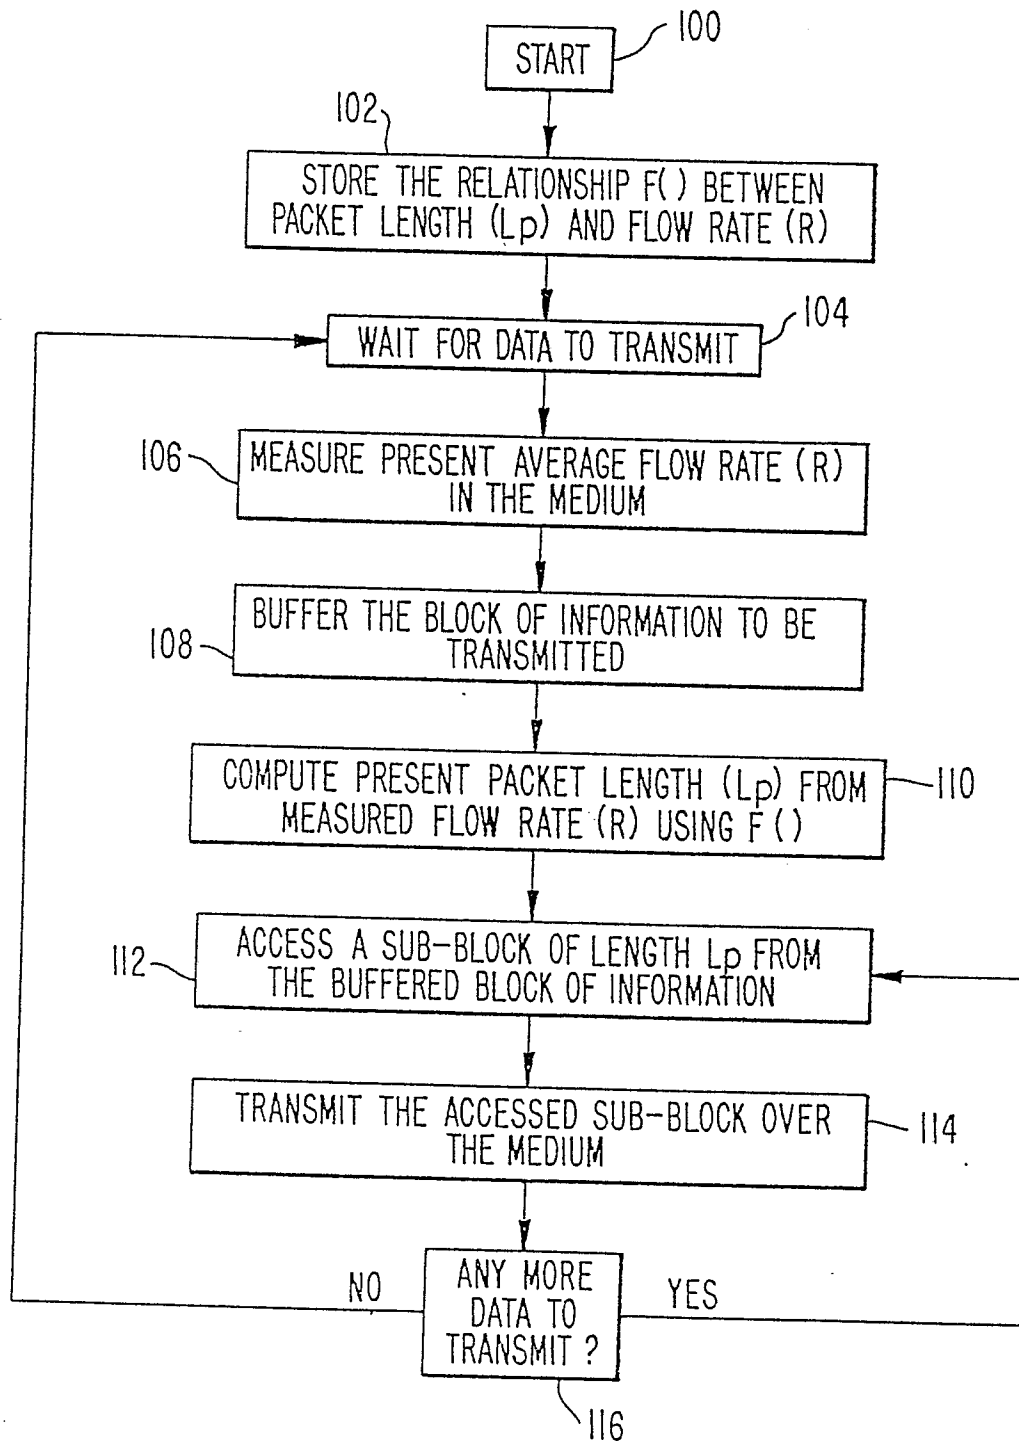 100
START
102
STORE THE RELATIONSHIP F() BETWEEN
PACKET LENGTH (Lp) AND FLOW RATE (R)
104
WAIT FOR DATA TO TRANSMIT
106
MEASURE PRESENT AVERAGE FLOW RATE (R)
IN THE MEDIUM
108
BUFFER THE BLOCK OF INFORMATION TO BE
TRANSMITTED
110
COMPUTE PRESENT PACKET LENGTH (Lp) FROM
MEASURED FLOW RATE (R) USING F()
112
ACCESS A SUB-BLOCK OF LENGTH Lp FROM
THE BUFFERED BLOCK OF INFORMATION
TRANSMIT THE ACCESSED SUB-BLOCK OVER
THE MEDIUM
114
NO
ANY MORE
DATA TO
TRANSMIT ?
YES
116